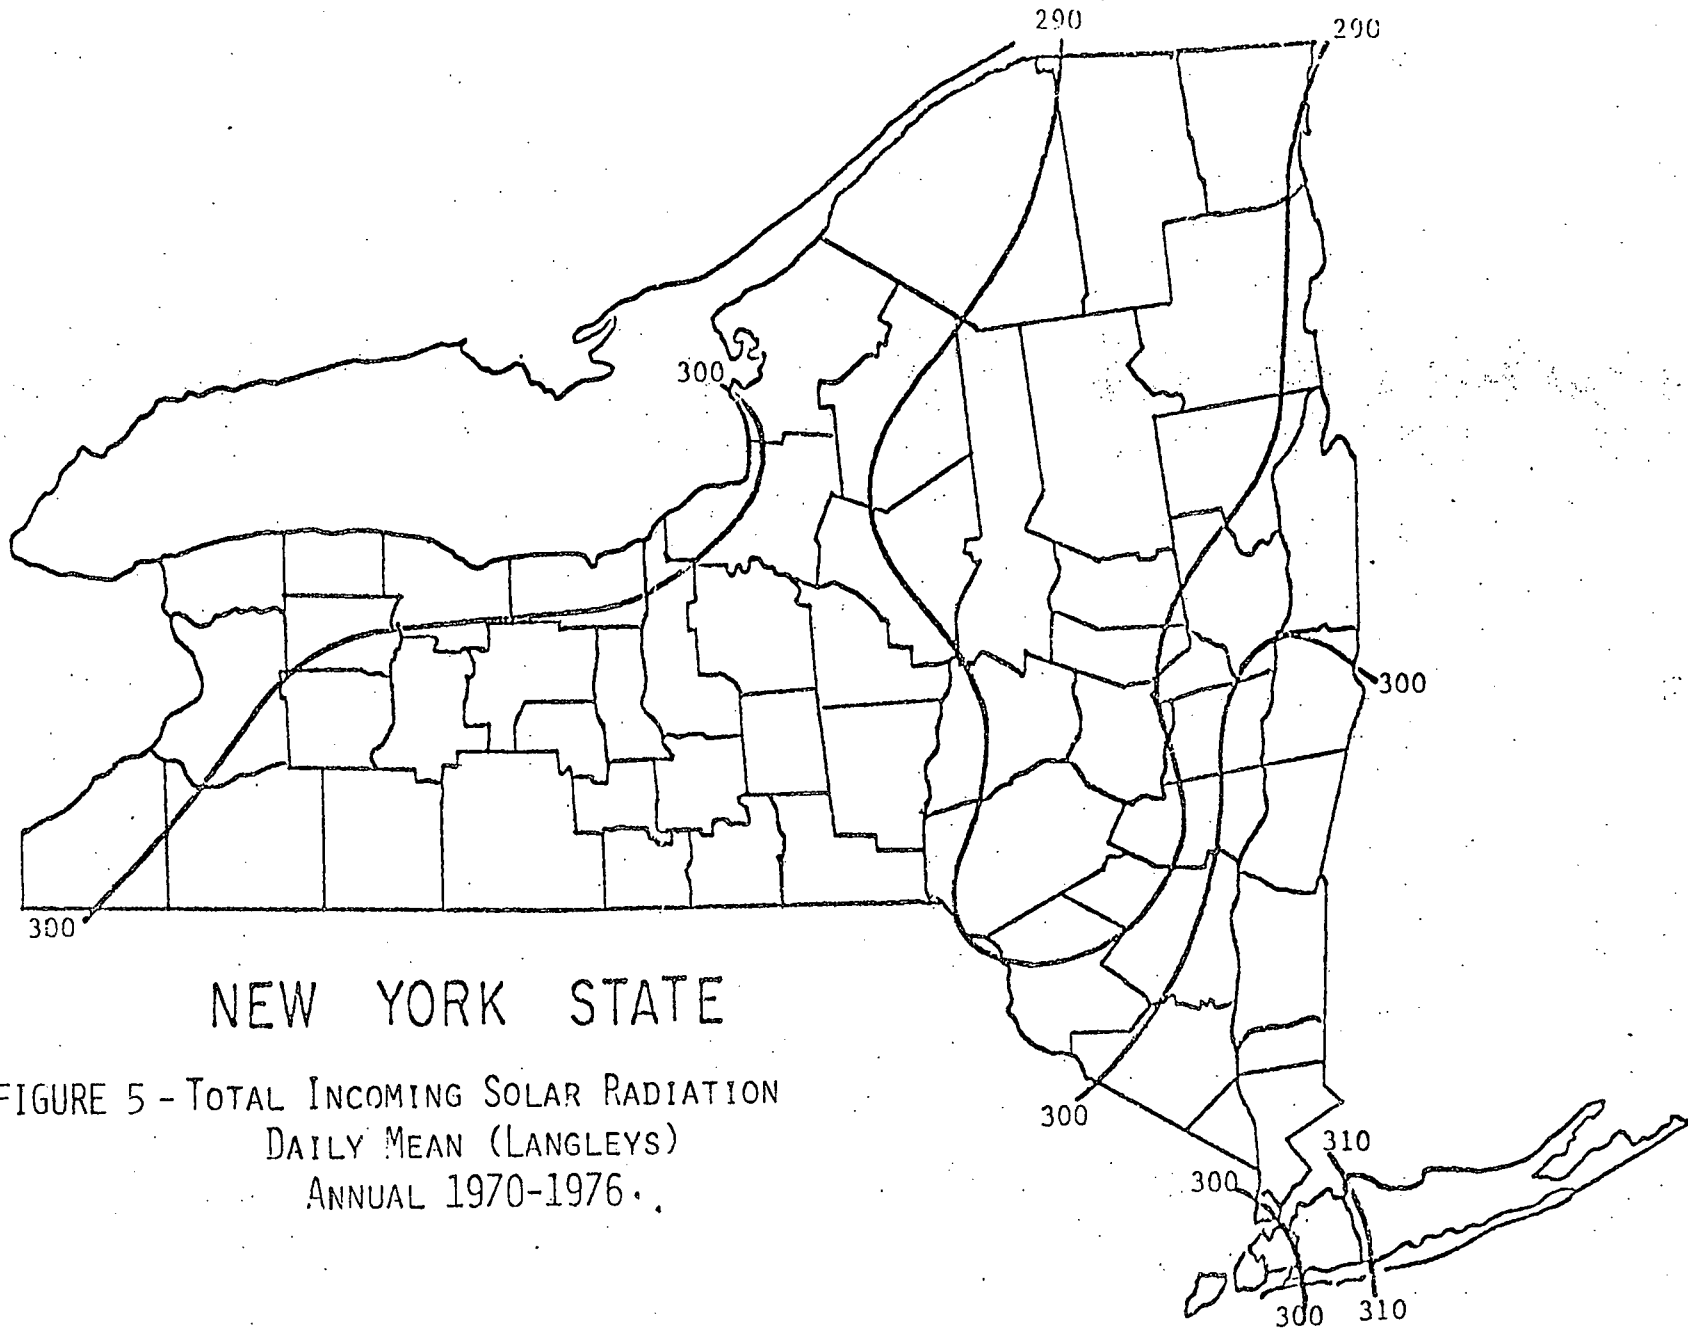 290
290
300
300
300
NEW YORK STATE
FIGURE 5 - TOTAL INCOMING SOLAR RADIATION
DAILY MEAN (LANGLEYS)
ANNUAL 1970-1976.
300
310
300
300
310